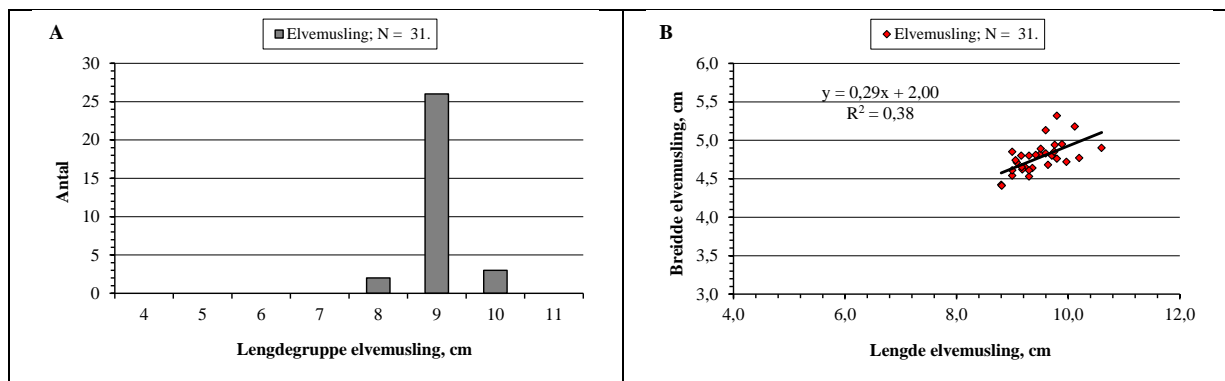 A
Elvemusling; N = 31.
30
25
20
15
10
5
0
Antal
4 5 6 7 8 9 10 11
Lengdegruppe elvemusling, cm
B
Elvemusling; N = 31.
y = 0,29x + 2,00
R² = 0,38
6,0
5,5
5,0
4,5
4,0
3,5
3,0
Breidde elvemusling, cm
4,0 6,0 8,0 10,0 12,0
Lengde elvemusling, cm